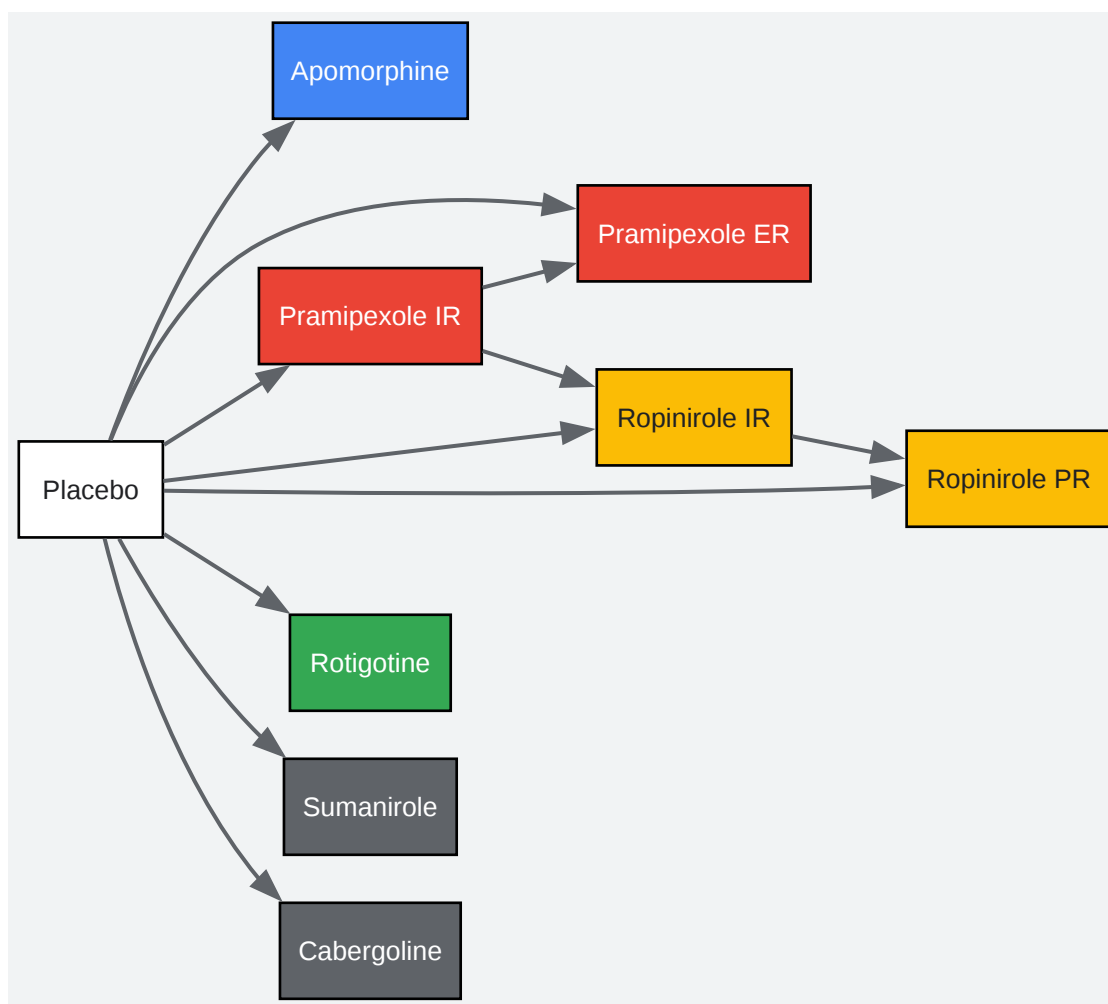 Apomorphine
Pramipexole ER
Pramipexole IR
Ropinirole IR
Ropinirole PR
Placebo
Rotigotine
Sumanirole
Cabergoline